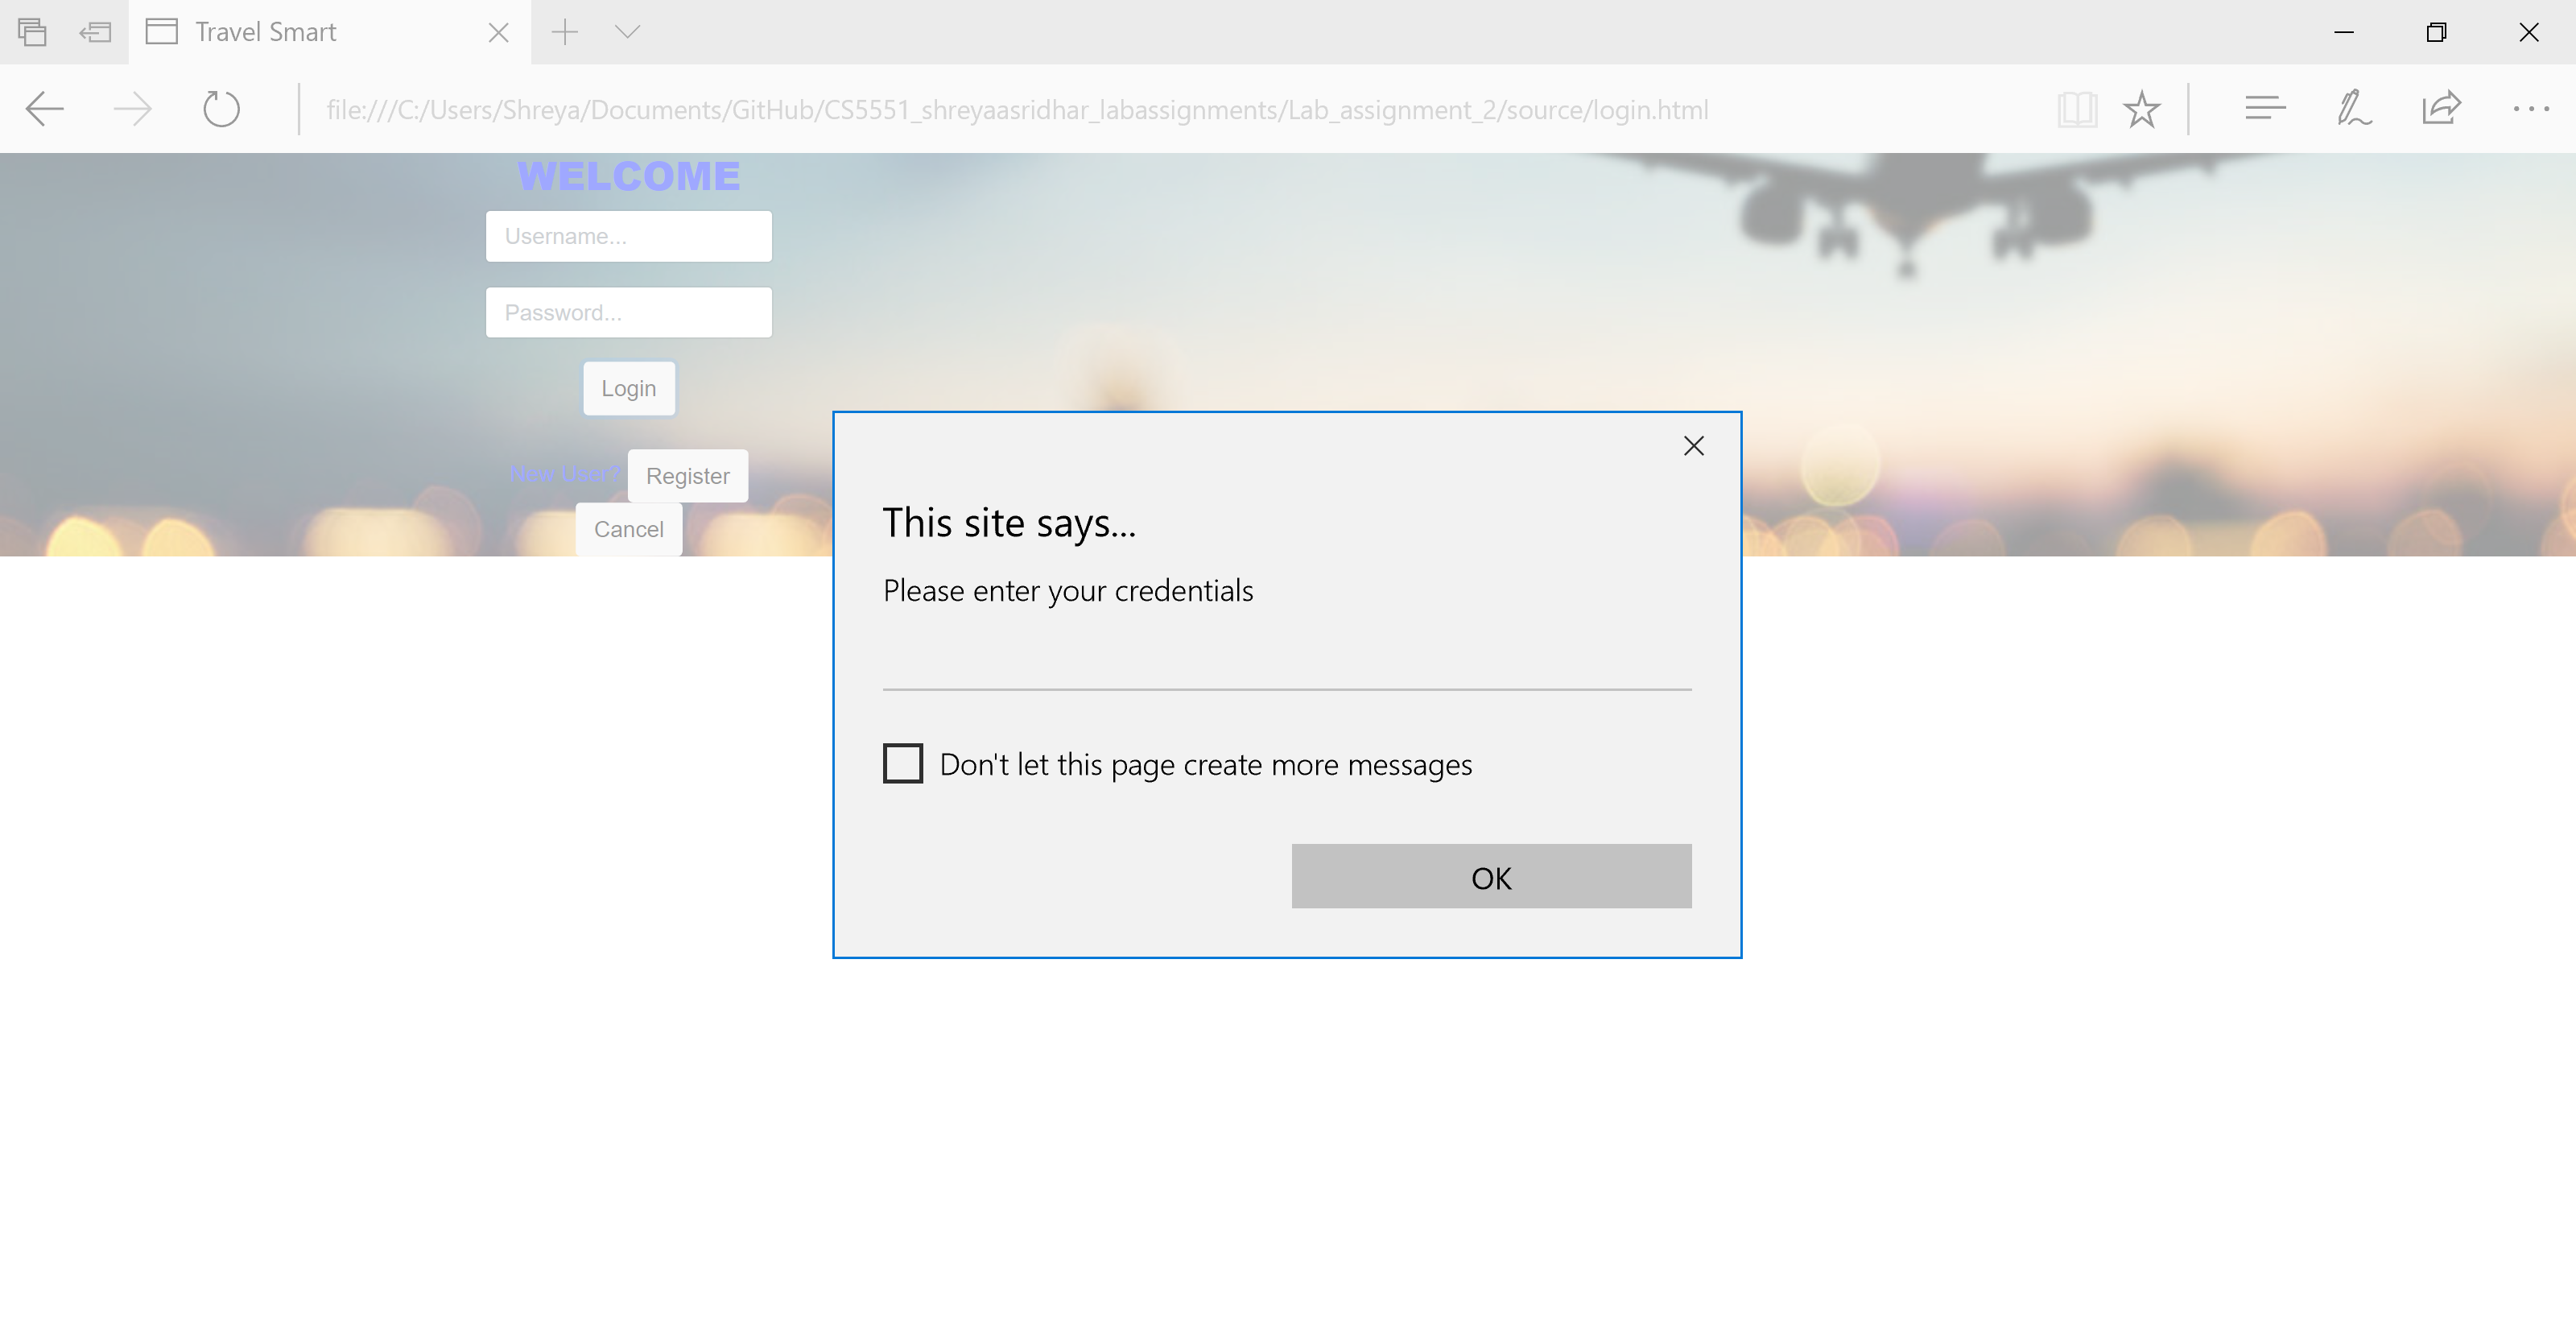 Travel Smart
file:///C:/Users/Shreya/Documents/GitHub/CS5551_shreyaasridhar_labassignments/Lab_assignment_2/source/login.html
WELCOME
Username...
Password...
Login
New User? Register
Cancel
This site says...
Please enter your credentials
Don't let this page create more messages
OK